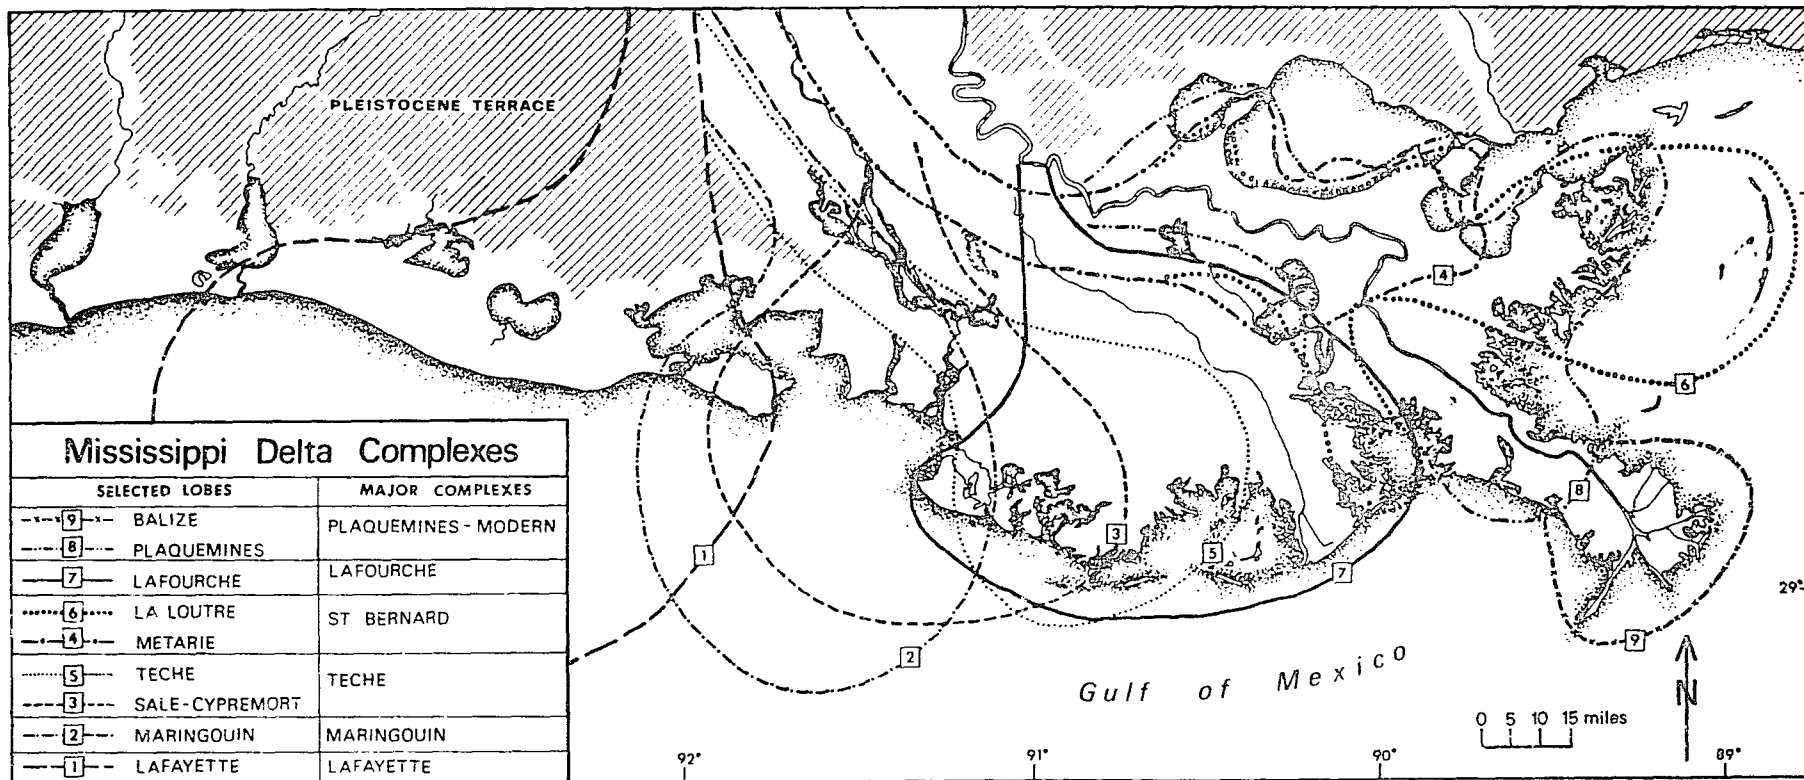 PLEISTOCENE TERRACE
4
6
8
3
5
1
7
29°
9
2
Gulf of Mexico
N
0 5 10 15 miles
92° 91° 90° 89°
Mississippi Delta Complexes
SELECTED LOBES MAJOR COMPLEXES
9 BALIZE PLAQUEMINES - MODERN
8 PLAQUEMINES
7 LAFOURCHE LAFOURCHE
6 LA LOUTRE ST BERNARD
4 METARIE
5 TECHE TECHE
3 SALE-CYPREMORT
2 MARINGOUIN MARINGOUIN
1 LAFAYETTE LAFAYETTE